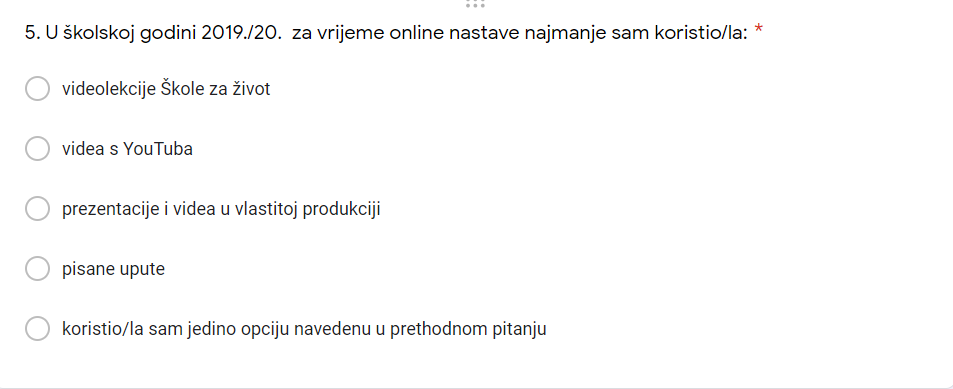 5. U školskoj godini 2019./20.  za vrijeme online nastave najmanje sam koristio/la: *
videolekcije Škole za život
videa s YouTuba
prezentacije i videa u vlastitoj produkciji
pisane upute
koristio/la sam jedino opciju navedenu u prethodnom pitanju